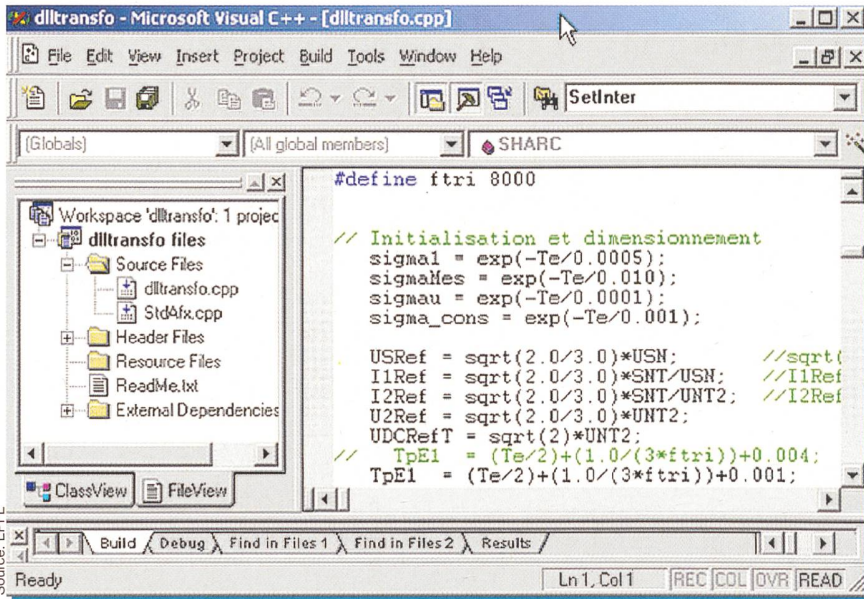 dlltransfo - Microsoft Visual C++ - [dlltransfo.cpp]
File Edit View Insert Project Build Tools Window Help
SetInter
(Globals) (All global members) SHARC
Workspace 'dlltransfo': 1 projec
dlltransfo files
Source Files
dlltransfo.cpp
StdAfx.cpp
Header Files
Resource Files
ReadMe.txt
External Dependencies
ClassView FileView
#define ftri 8000
// Initialisation et dimensionnement
sigma1 = exp(-Te/0.0005);
sigmaMes = exp(-Te/0.010);
sigmau = exp(-Te/0.0001);
sigma_cons = exp(-Te/0.001);
USRef = sqrt(2.0/3.0)*USN; //sqrt(
I1Ref = sqrt(2.0/3.0)*SNT/USN; //I1Ref
I2Ref = sqrt(2.0/3.0)*SNT/UNT2; //I2Ref
U2Ref = sqrt(2.0/3.0)*UNT2;
UDCRefT = sqrt(2)*UNT2;
// TpE1 = (Te/2)+(1.0/(3*ftri))+0.004;
TpE1 = (Te/2)+(1.0/(3*ftri))+0.001;
Build Debug Find in Files 1 Find in Files 2 Results
Ready Ln 1, Col 1 REC COL OVR READ